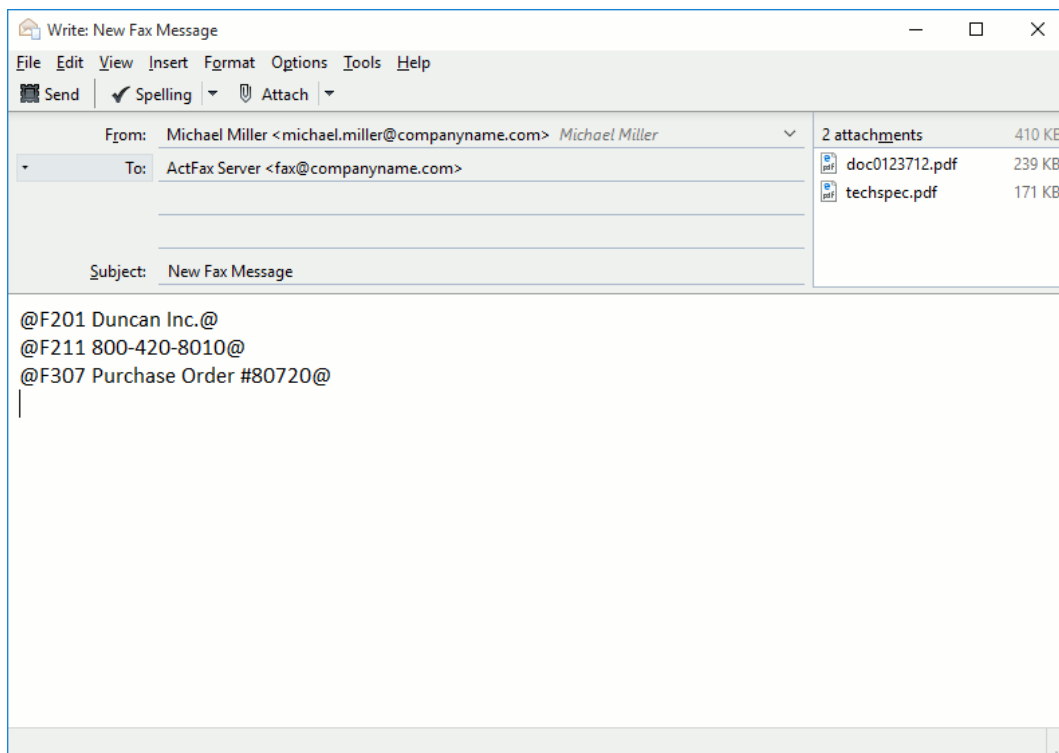 Write: New Fax Message
File Edit View Insert Format Options Tools Help
Send Spelling Attach
From: Michael Miller <michael.miller@companyname.com> Michael Miller
To: ActFax Server <fax@companyname.com>
Subject: New Fax Message
2 attachments 410 KB
doc0123712.pdf 239 KB
techspec.pdf 171 KB
@F201 Duncan Inc.@
@F211 800-420-8010@
@F307 Purchase Order #80720@